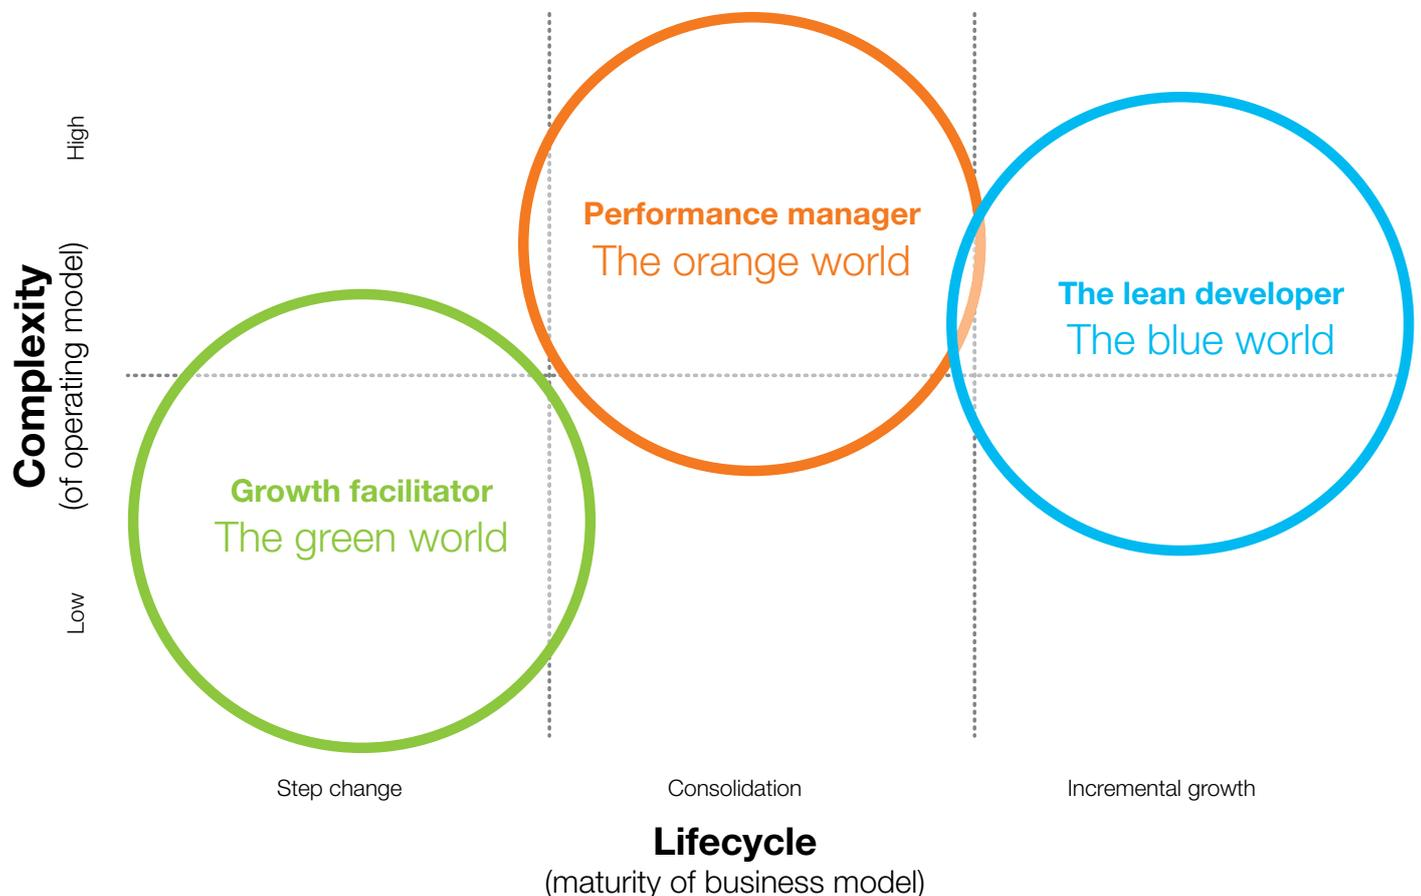 High
Complexity
(of operating model)
Low
Performance manager
The orange world
The lean developer
The blue world
Growth facilitator
The green world
Step change
Consolidation
Incremental growth
Lifecycle
(maturity of business model)